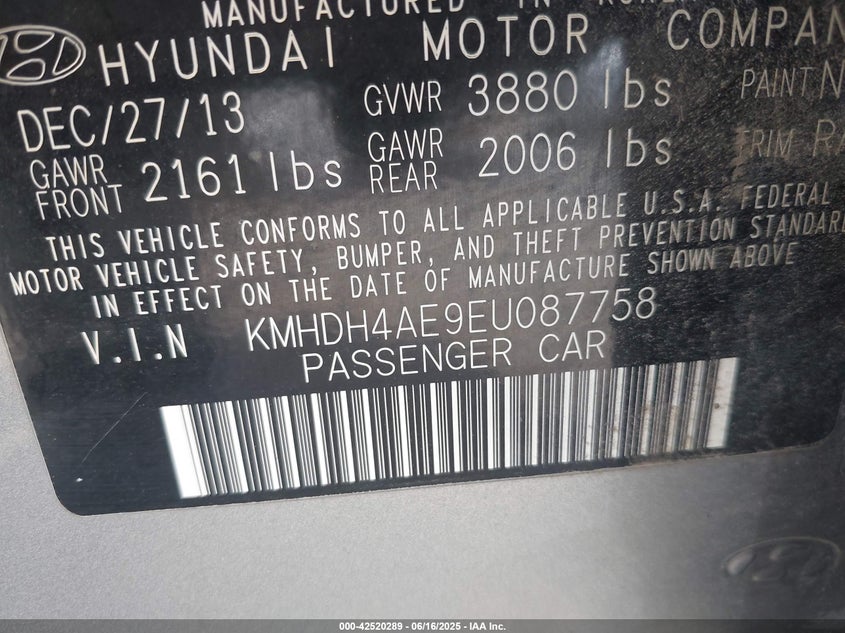 MANUFACTURED IN
HYUNDAI MOTOR COMPAN
DEC/27/13 GVWR 3880 lbs PAINT N
GAWR FRONT 2161 lbs GAWR REAR 2006 lbs TRIM
THIS VEHICLE CONFORMS TO ALL APPLICABLE U.S.A. FEDERAL
MOTOR VEHICLE SAFETY, BUMPER, AND THEFT PREVENTION STANDARD
IN EFFECT ON THE DATE OF MANUFACTURE SHOWN ABOVE
V.I.N KMHDH4AE9EU087758
PASSENGER CAR
000-42520289 - 06/16/2025 - IAA Inc.